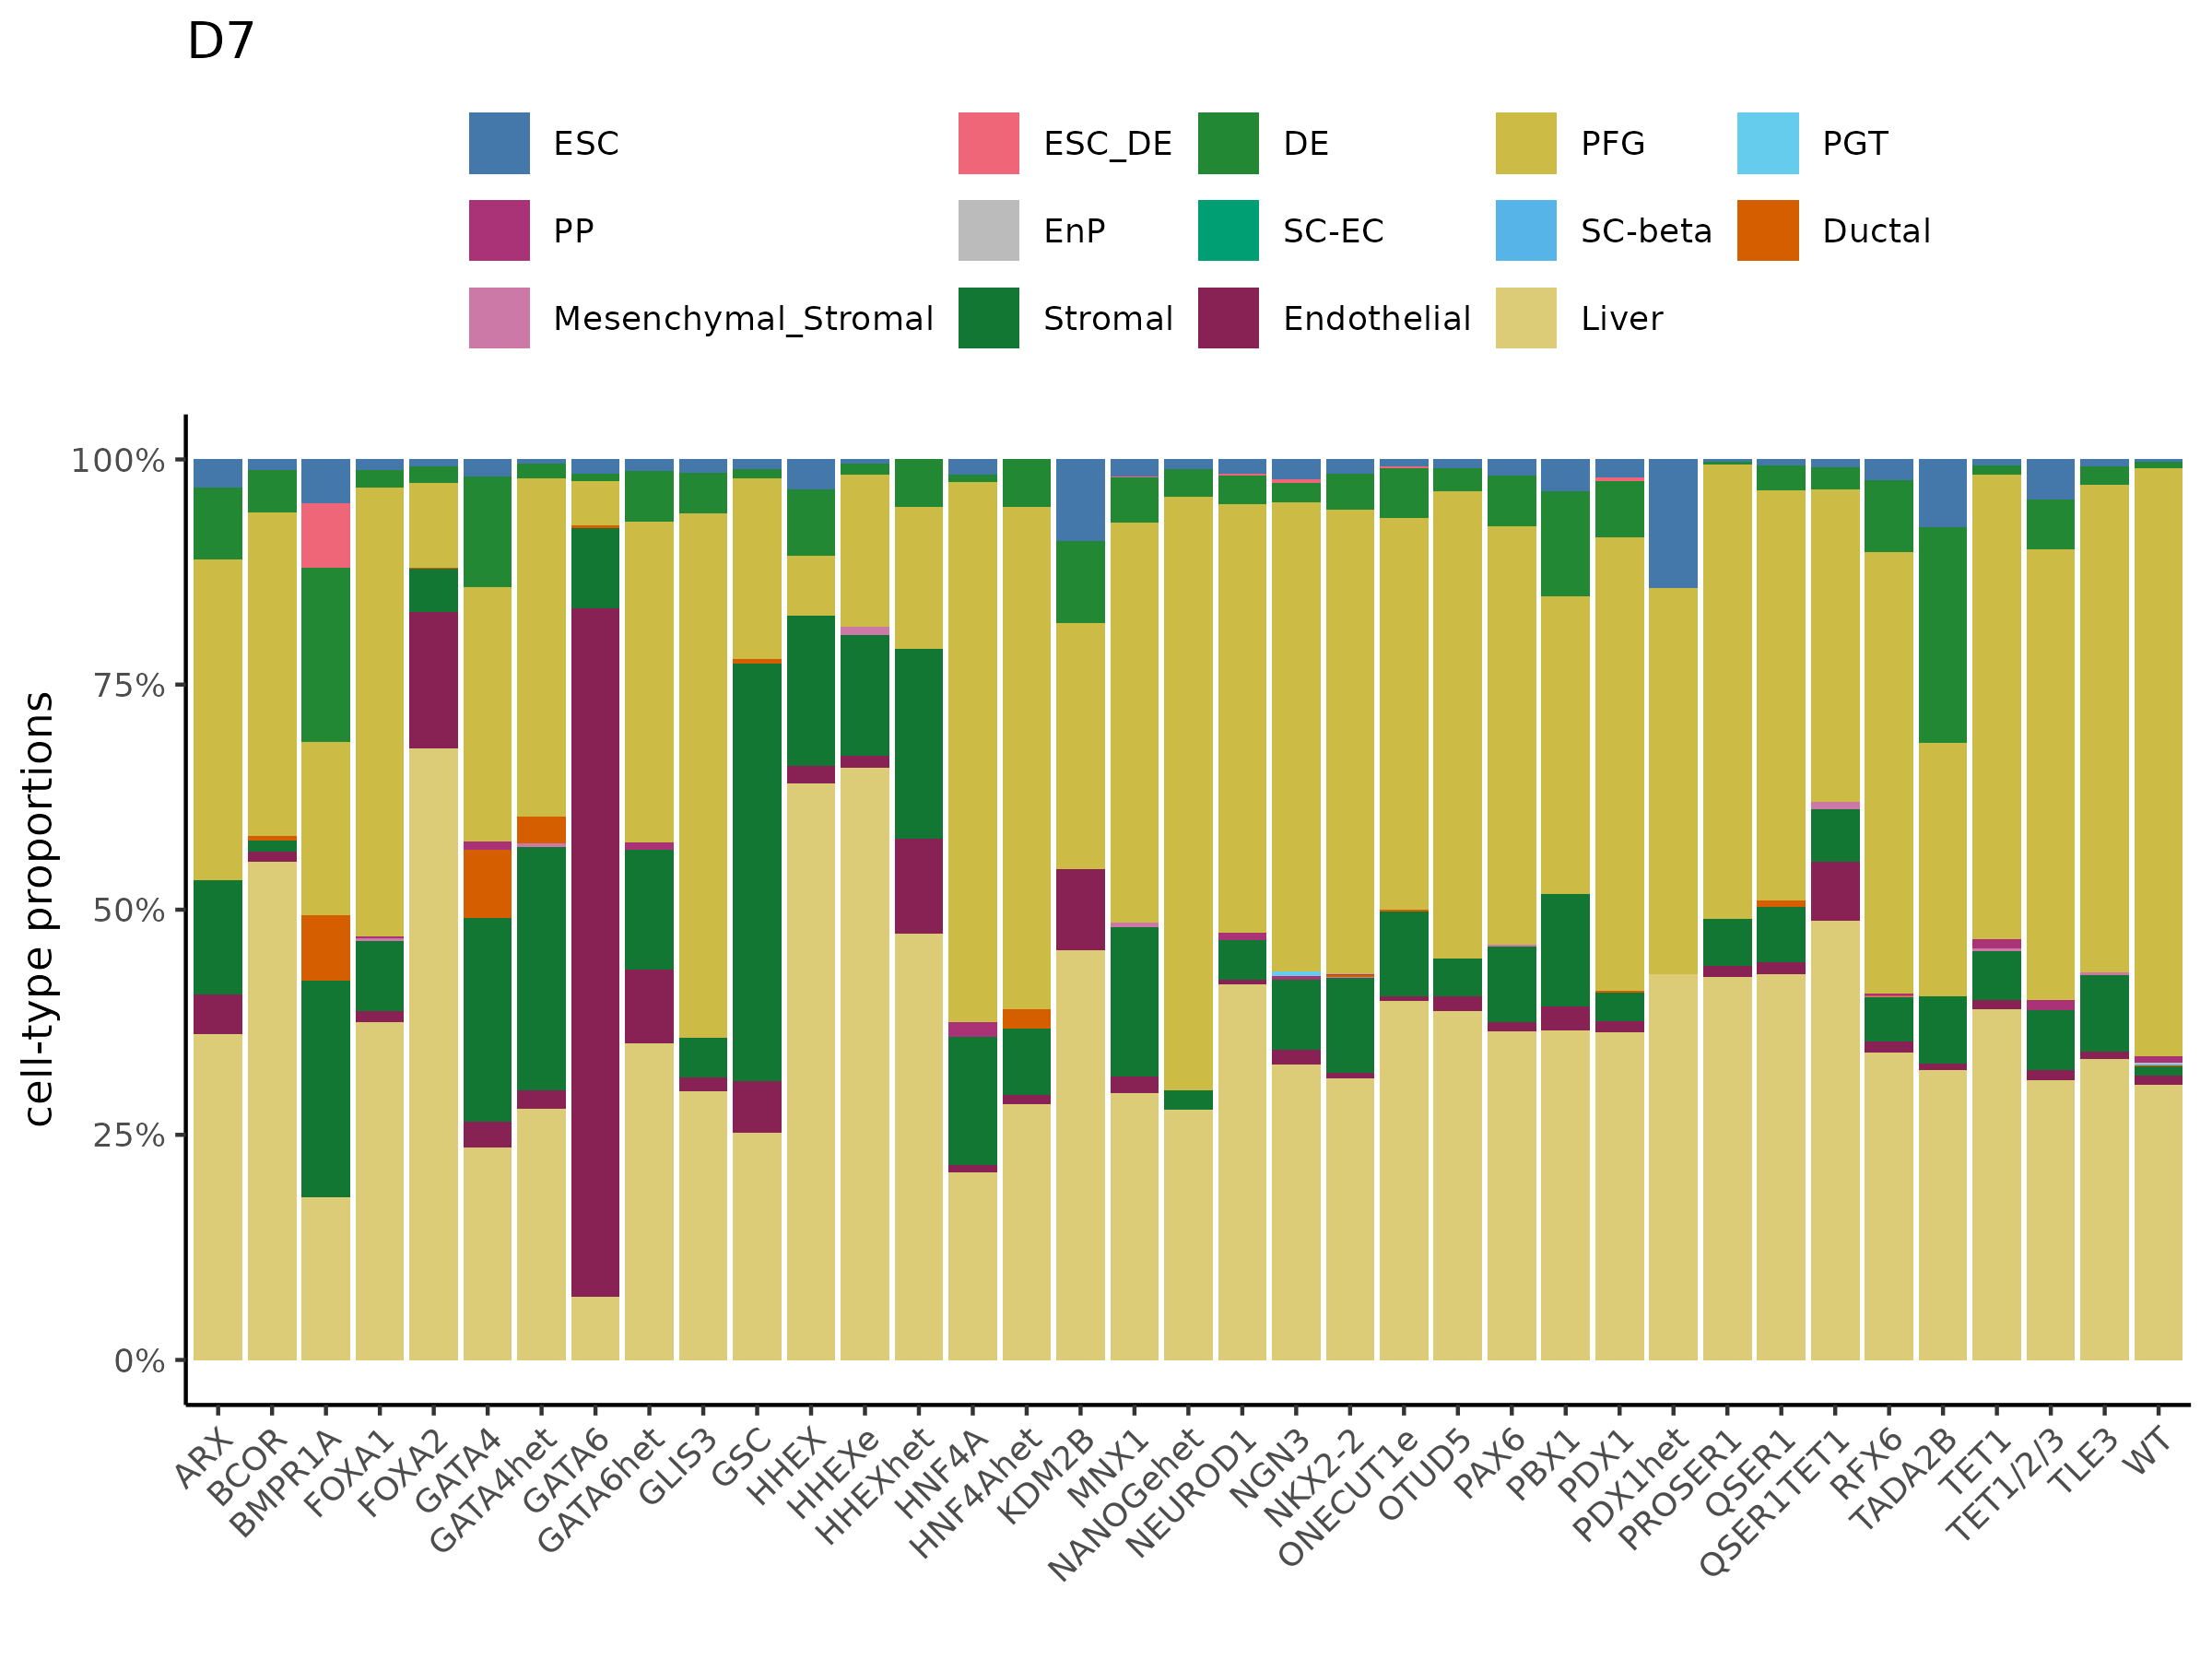 D7
ESC ESC_DE DE PFG PGT
PP EnP SC-EC SC-beta Ductal
Mesenchymal_Stromal Stromal Endothelial Liver
cell-type proportions
100%
75%
50%
25%
0%
ARX BCOR BMPR1A FOXA1 FOXA2 GATA4 GATA4het GATA6 GATA6het GLIS3 GSC HHEX HHEXe HHEXhet HNF4A HNF4Ahet KDM2B MNX1 NANOGehet NEUROD1 NGN3 NKX2-2 ONECUT1e OTUD5 PAX6 PBX1 PDX1 PDX1het PROSER1 QSER1 QSER1TET1 RFX6 TADA2B TET1 TET1/2/3 TLE3 WT